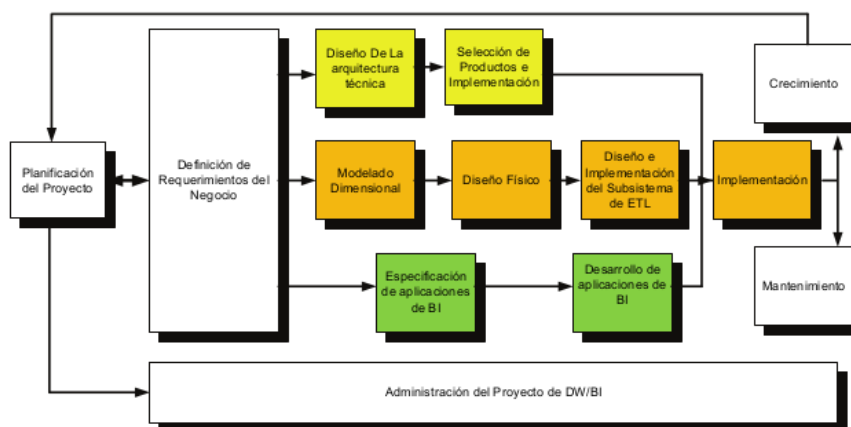 Diseño De La
arquitectura
técnica
Selección de
Productos e
Implementación
Crecimiento
Planificación
del Proyecto
Definición de
Requerimientos del
Negocio
Modelado
Dimensional
Diseño Físico
Diseño e
Implementación
del Subsistema
de ETL
Implementación
Especificación
de aplicaciones
de BI
Desarrollo de
aplicaciones de
BI
Mantenimiento
Administración del Proyecto de DW/BI